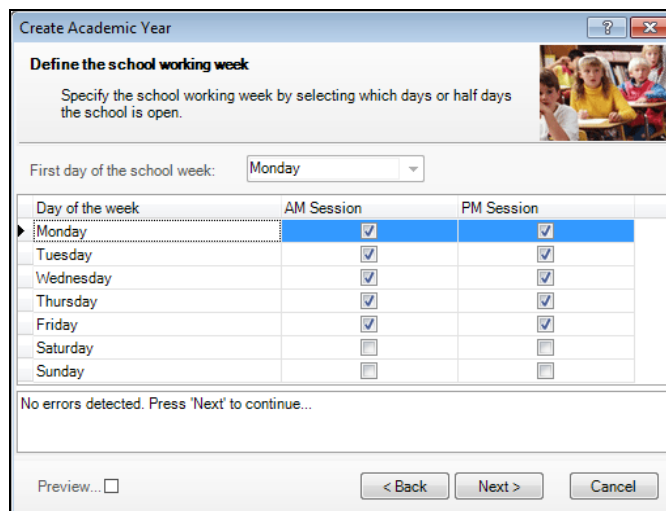 Create Academic Year
Define the school working week
Specify the school working week by selecting which days or half days
the school is open.
First day of the school week: Monday
Day of the week AM Session PM Session
Monday
Tuesday
Wednesday
Thursday
Friday
Saturday
Sunday
No errors detected. Press 'Next' to continue...
Preview... < Back Next > Cancel